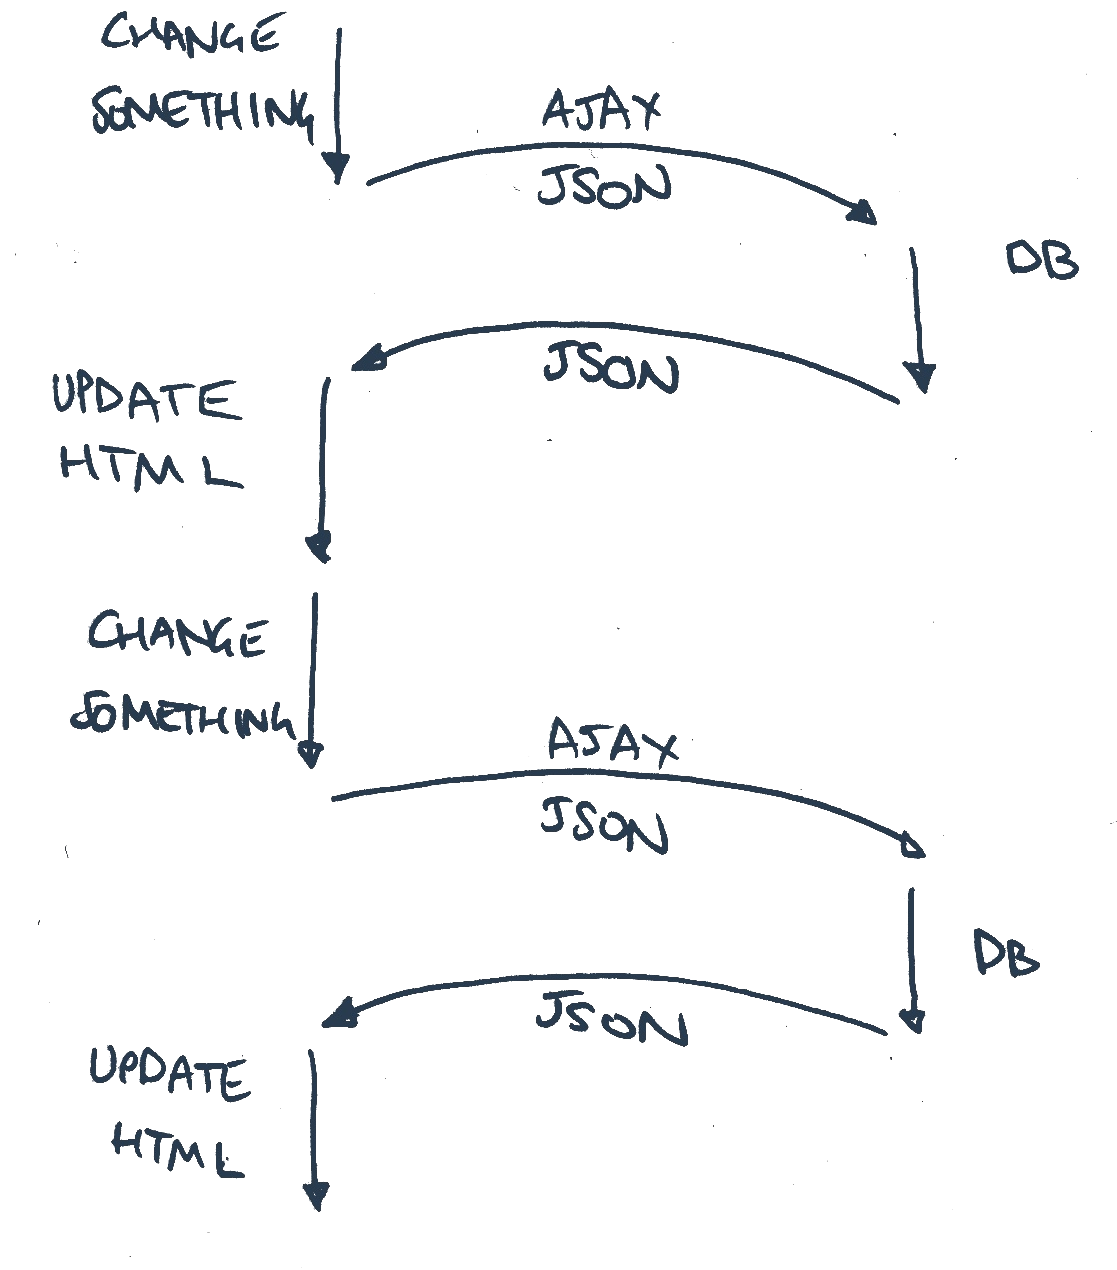 CHANGE
SOMETHING
AJAX
JSON
DB
JSON
UPDATE
HTML
CHANGE
SOMETHING
AJAX
JSON
DB
JSON
UPDATE
HTML